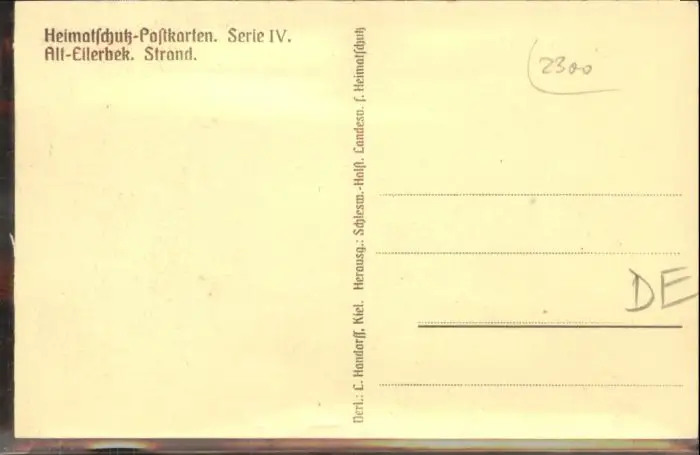 Heimatschutz-Postkarten. Serie IV.
Alt-Ellerbek. Strand.
Verl.: C. Handorff, Kiel. Herausg.: Schlesw.-Holst. Landesv. f. Heimatschutz
2300
DE